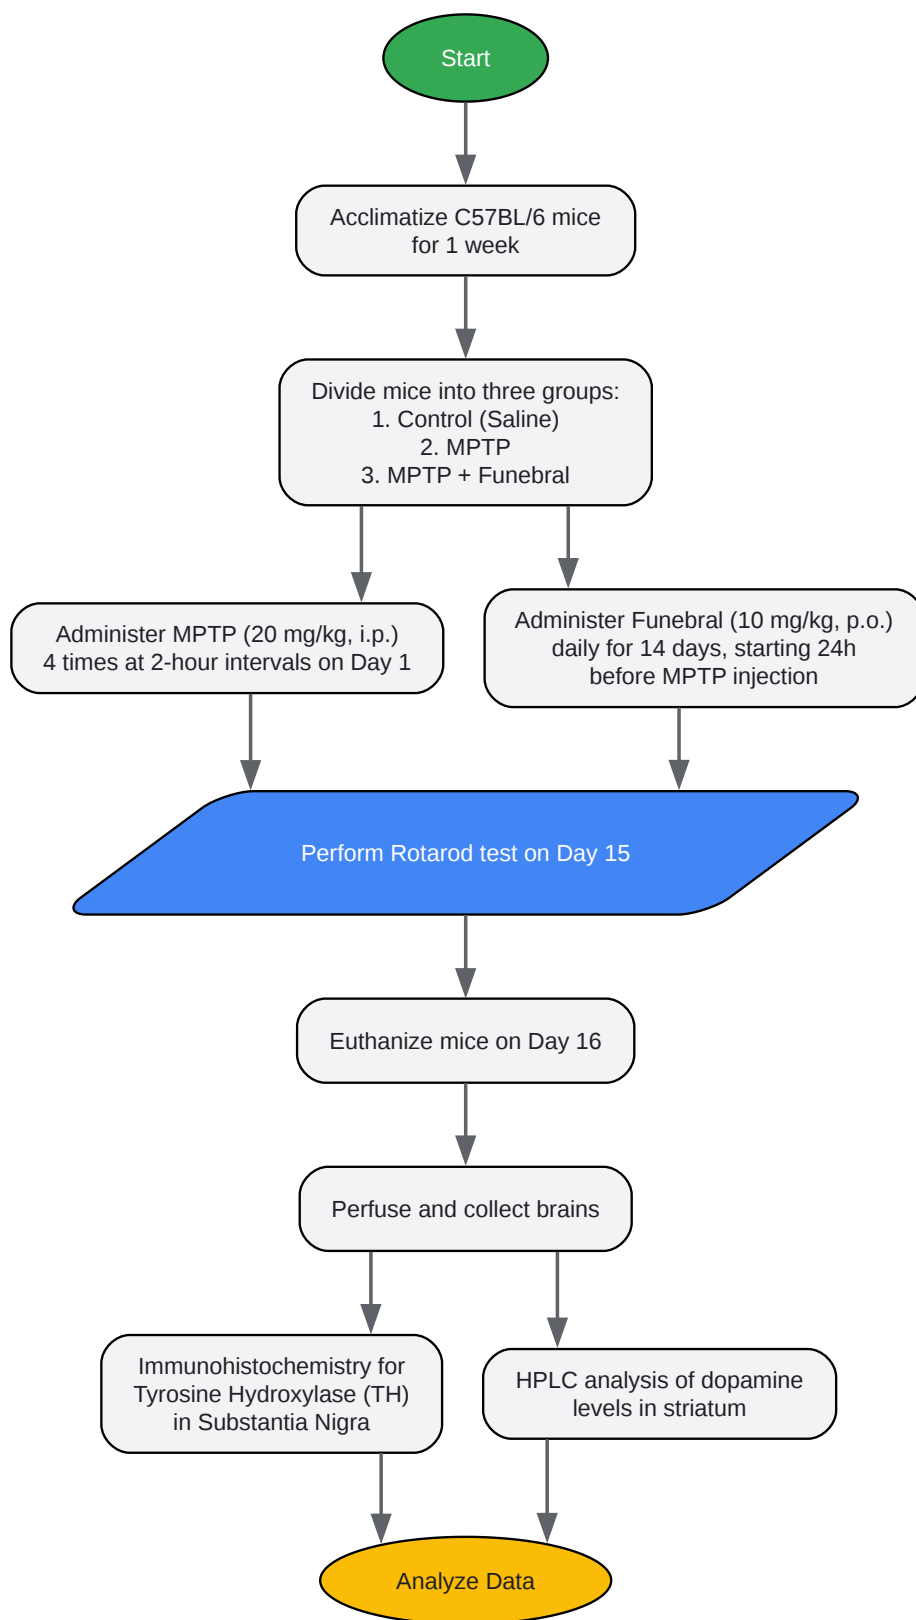 Start
Acclimatize C57BL/6 mice
for 1 week
Divide mice into three groups:
1. Control (Saline)
2. MPTP
3. MPTP + Funebral
Administer MPTP (20 mg/kg, i.p.)
4 times at 2-hour intervals on Day 1
Administer Funebral (10 mg/kg, p.o.)
daily for 14 days, starting 24h
before MPTP injection
Perform Rotarod test on Day 15
Euthanize mice on Day 16
Perfuse and collect brains
Immunohistochemistry for
Tyrosine Hydroxylase (TH)
in Substantia Nigra
HPLC analysis of dopamine
levels in striatum
Analyze Data